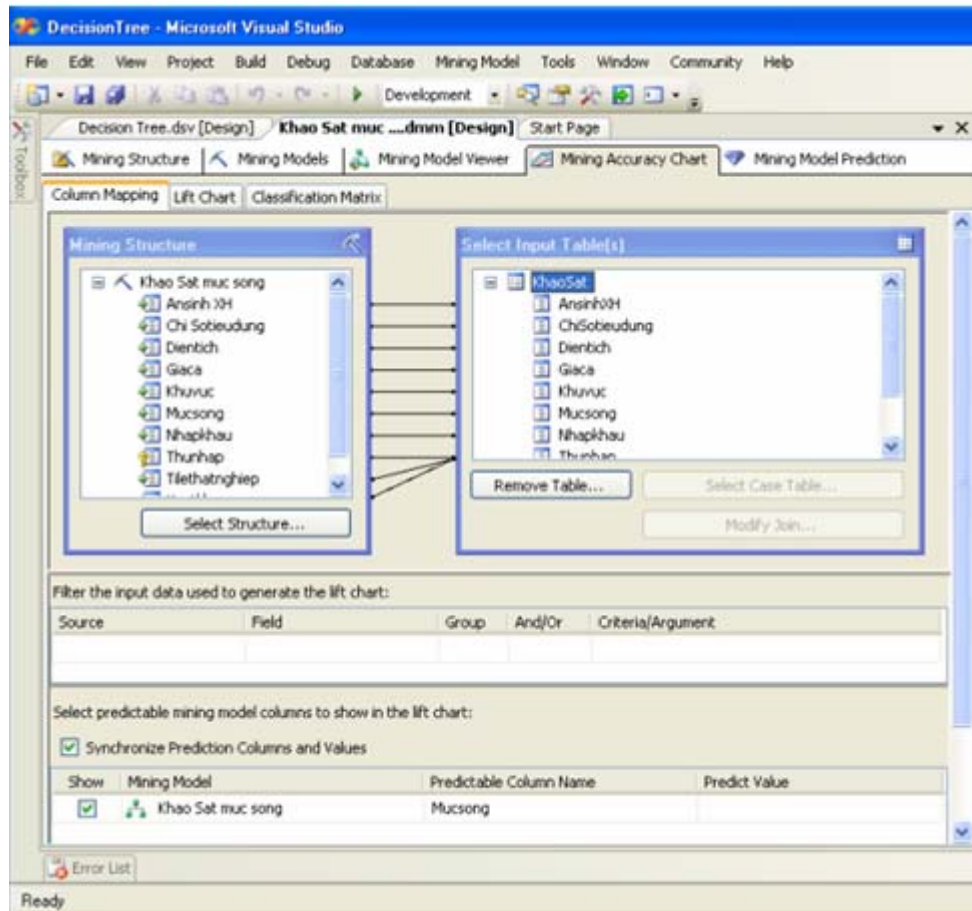 DecisionTree - Microsoft Visual Studio
File Edit View Project Build Debug Database Mining Model Tools Window Community Help
Development
Toolbox
Decision Tree.dsv [Design] Khao Sat muc ....dmm [Design] Start Page
Mining Structure Mining Models Mining Model Viewer Mining Accuracy Chart Mining Model Prediction
Column Mapping Lift Chart Classification Matrix
Mining Structure
Khao Sat muc song
Ansinh XH
Chi Sotieudung
Dientich
Giaca
Khuvuc
Mucsong
Nhapkhau
Thunhap
Tilethatnghiep
Select Structure...
Select Input Table(s)
KhaoSat
AnsinhXH
ChiSotieudung
Dientich
Giaca
Khuvuc
Mucsong
Nhapkhau
Thunhap
Remove Table... Select Case Table...
Modify Join...
Filter the input data used to generate the lift chart:
Source Field Group And/Or Criteria/Argument
Select predictable mining model columns to show in the lift chart:
Synchronize Prediction Columns and Values
Show Mining Model Predictable Column Name Predict Value
Khao Sat muc song Mucsong
Error List
Ready